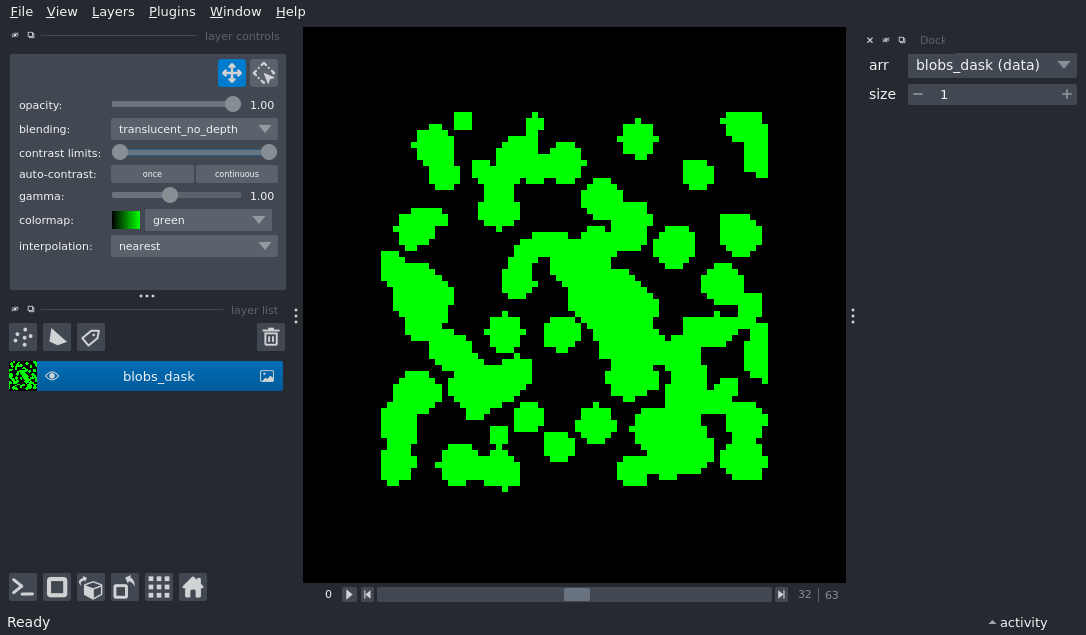 File View Layers Plugins Window Help
layer controls
opacity: 1.00
blending: translucent_no_depth
contrast limits:
auto-contrast: once continuous
gamma: 1.00
colormap: green
interpolation: nearest
layer list
blobs_dask
Dock
arr blobs_dask (data)
size 1
0 32 63
Ready
activity